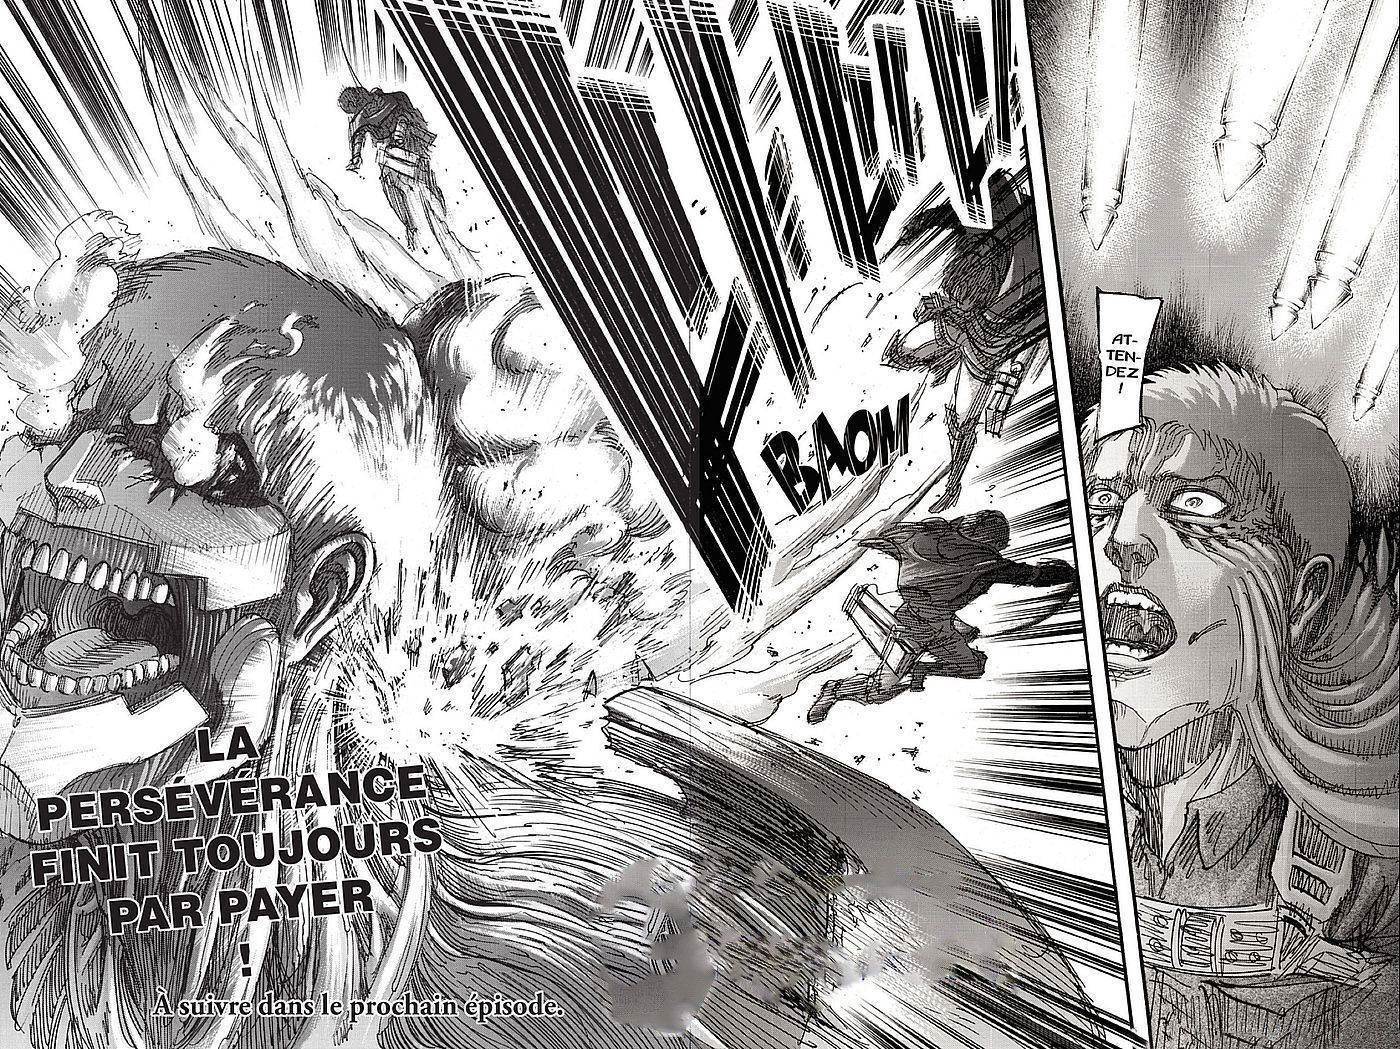 AT-
TEN-
DEZ
!
BAOM
LA
PERSÉVÉRANCE
FINIT TOUJOURS
PAR PAYER
!
À suivre dans le prochain épisode.